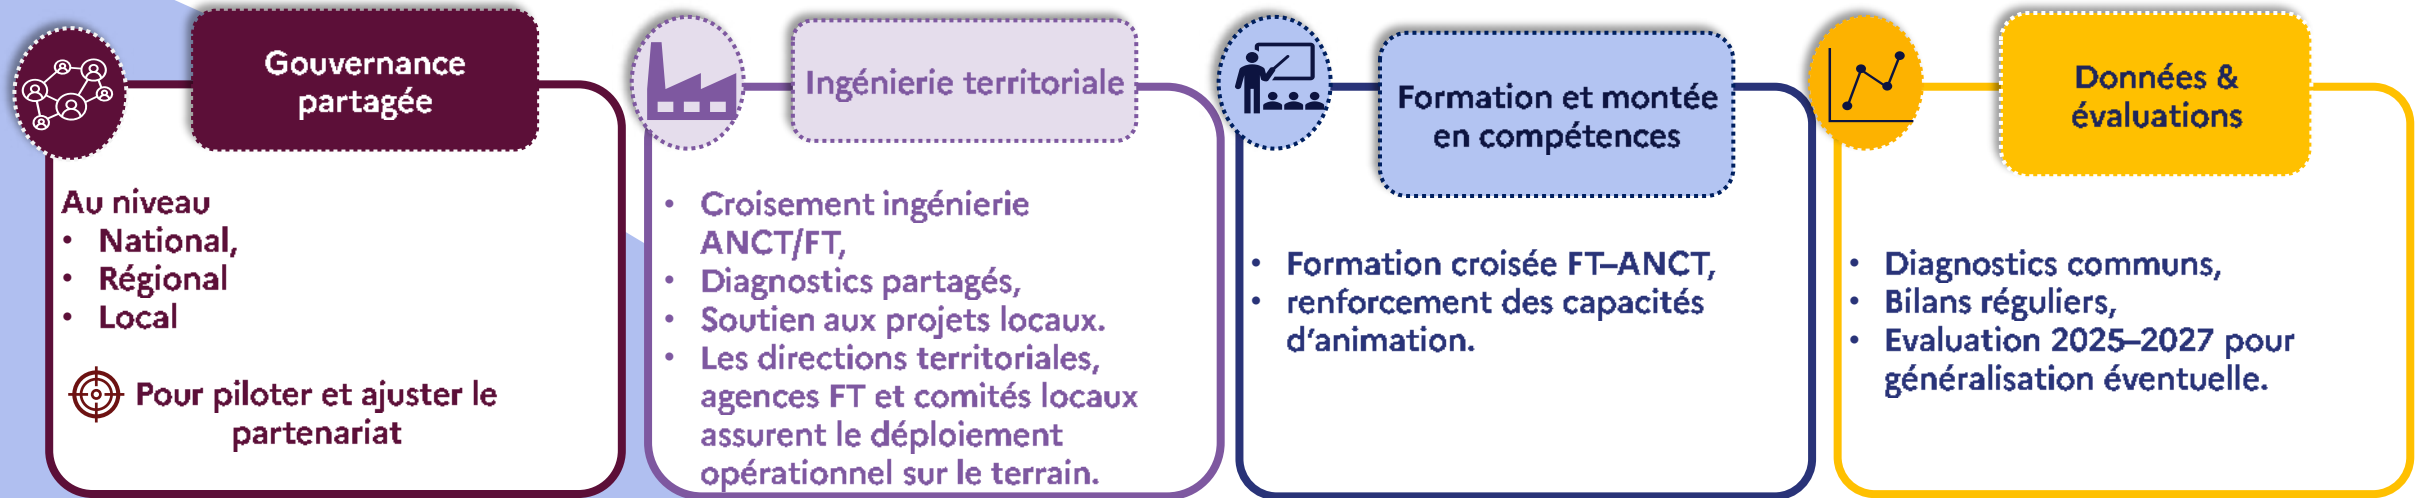 Gouvernance
partagée
Au niveau
• National,
• Régional
• Local
Pour piloter et ajuster le
partenariat
Ingénierie territoriale
• Croisement ingénierie
ANCT/FT,
• Diagnostics partagés,
• Soutien aux projets locaux.
• Les directions territoriales,
agences FT et comités locaux
assurent le déploiement
opérationnel sur le terrain.
Formation et montée
en compétences
• Formation croisée FT–ANCT,
• renforcement des capacités
d’animation.
Données &
évaluations
• Diagnostics communs,
• Bilans réguliers,
• Evaluation 2025–2027 pour
généralisation éventuelle.